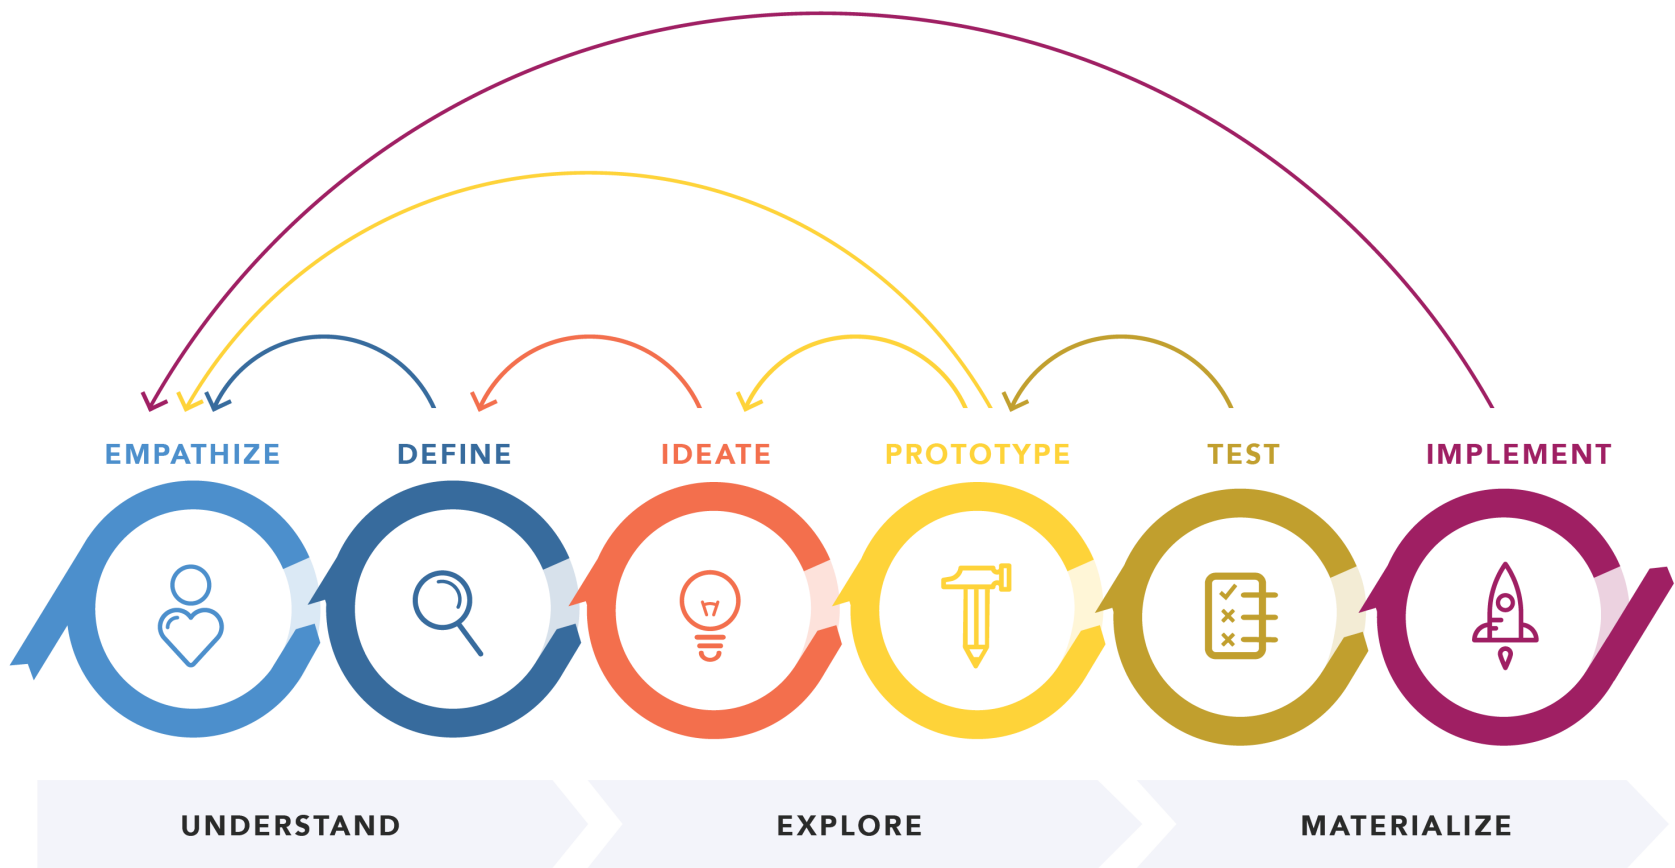 EMPATHIZE
DEFINE
IDEATE
PROTOTYPE
TEST
IMPLEMENT
UNDERSTAND
EXPLORE
MATERIALIZE